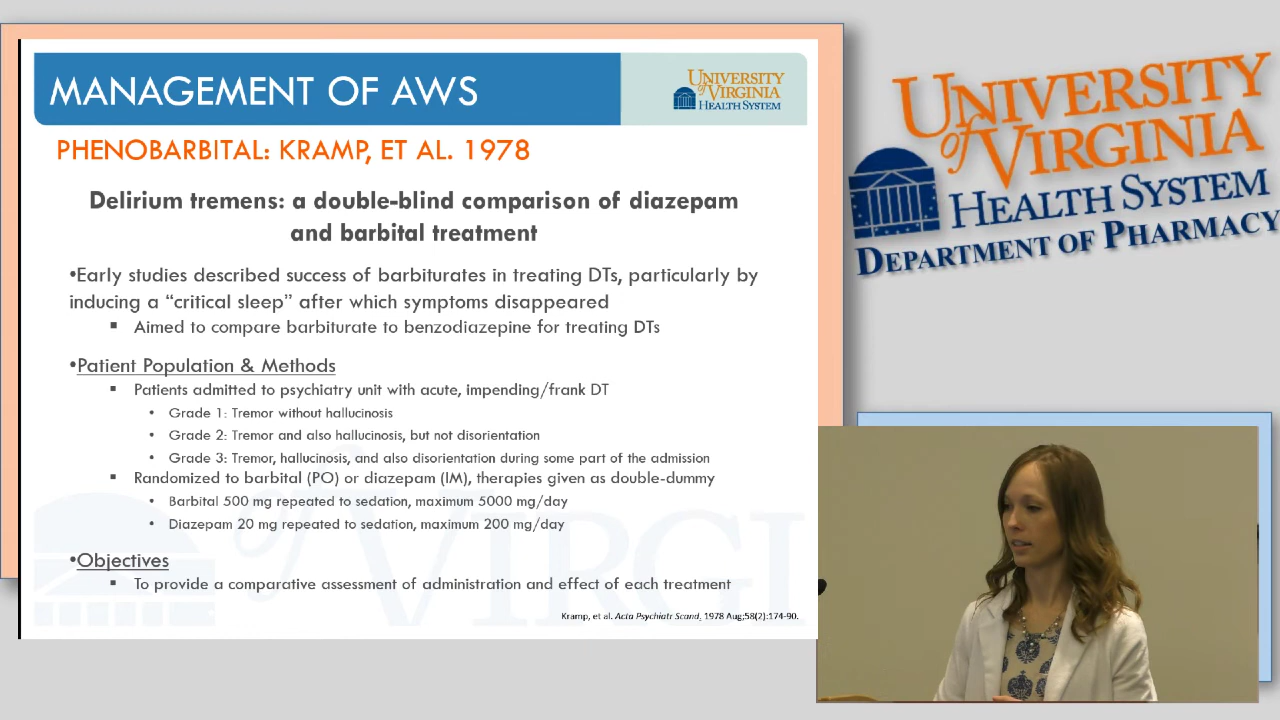 MANAGEMENT OF AWS
UNIVERSITY
of VIRGINIA
HEALTH SYSTEM
PHENOBARBITAL: KRAMP, ET AL. 1978
Delirium tremens: a double-blind comparison of diazepam
and barbital treatment
•Early studies described success of barbiturates in treating DTs, particularly by
inducing a “critical sleep” after which symptoms disappeared
▪ Aimed to compare barbiturate to benzodiazepine for treating DTs
•Patient Population & Methods
▪ Patients admitted to psychiatry unit with acute, impending/frank DT
• Grade 1: Tremor without hallucinosis
• Grade 2: Tremor and also hallucinosis, but not disorientation
• Grade 3: Tremor, hallucinosis, and also disorientation during some part of the admission
▪ Randomized to barbital (PO) or diazepam (IM), therapies given as double-dummy
• Barbital 500 mg repeated to sedation, maximum 5000 mg/day
• Diazepam 20 mg repeated to sedation, maximum 200 mg/day
•Objectives
▪ To provide a comparative assessment of administration and effect of each treatment
of VIRGI
Kramp, et al. Acta Psychiatr Scand, 1978 Aug;58(2):174-90.
UNIVERSITY
of VIRGINIA
HEALTH SYSTEM
DEPARTMENT OF PHARMACY